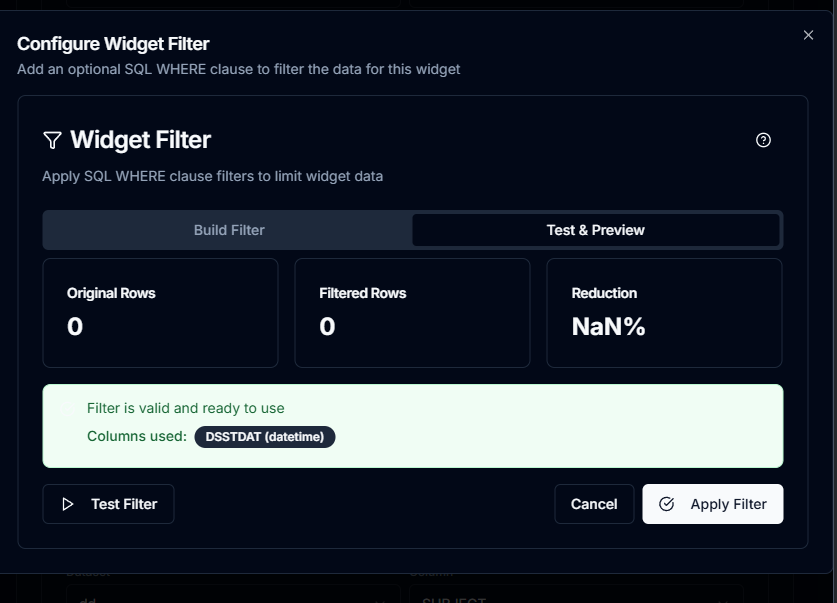 Configure Widget Filter
Add an optional SQL WHERE clause to filter the data for this widget
Widget Filter
Apply SQL WHERE clause filters to limit widget data
Build Filter
Test & Preview
Original Rows
0
Filtered Rows
0
Reduction
NaN%
Filter is valid and ready to use
Columns used: DSSTDAT (datetime)
Test Filter
Cancel
Apply Filter
dd
SUBJECT